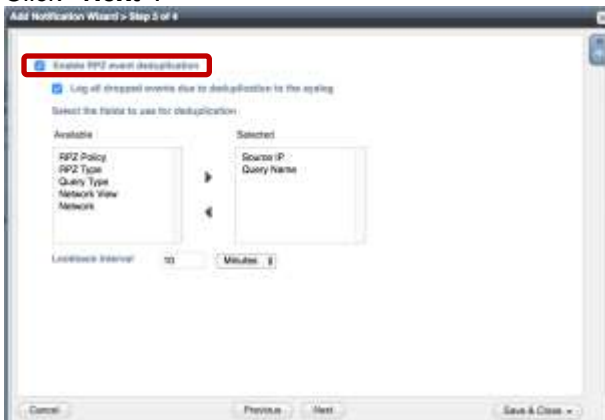 Click "Next".
Add Notification Wizard > Step 3 of 4
Enable RPZ event deduplication
Log all dropped events due to deduplication to the syslog
Select the fields to use for deduplication
Available Selected
RPZ Policy
RPZ Type
Query Type
Network View
Network
Source IP
Query Name
Lookback Interval 10 Minutes
Cancel Previous Next Save & Close